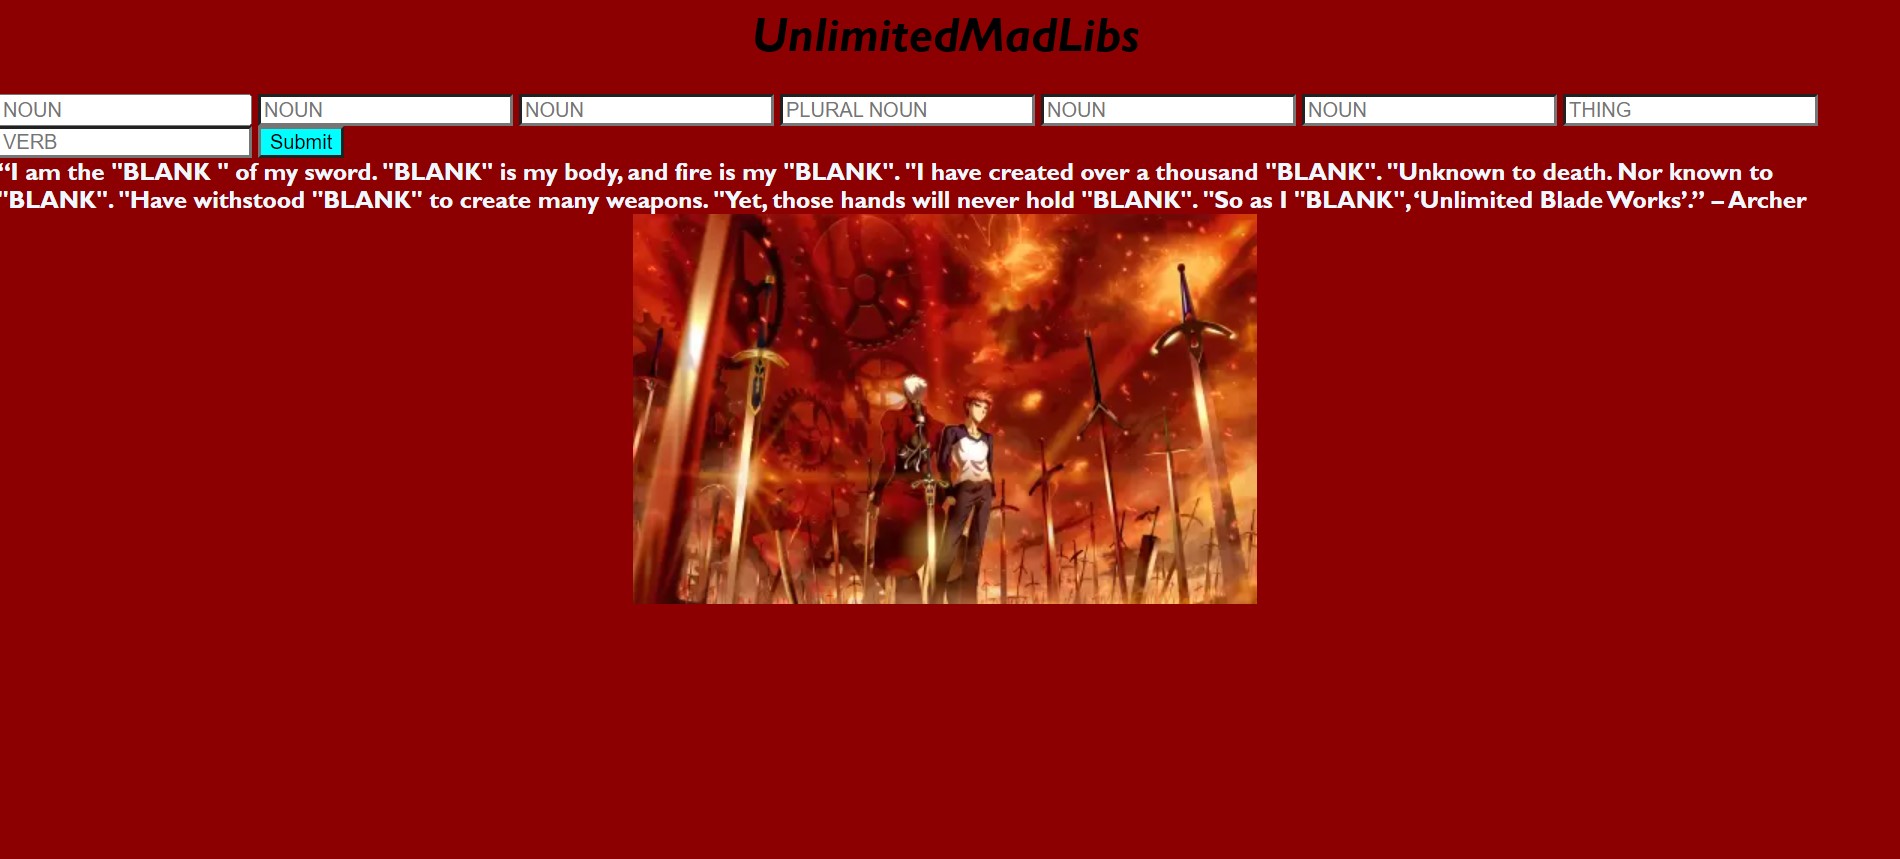 UnlimitedMadLibs
NOUN NOUN NOUN PLURAL NOUN NOUN NOUN THING
VERB Submit
“I am the "BLANK " of my sword. "BLANK" is my body, and fire is my "BLANK". "I have created over a thousand "BLANK". "Unknown to death. Nor known to
"BLANK". "Have withstood "BLANK" to create many weapons. "Yet, those hands will never hold "BLANK". "So as I "BLANK", ‘Unlimited Blade Works’.” – Archer